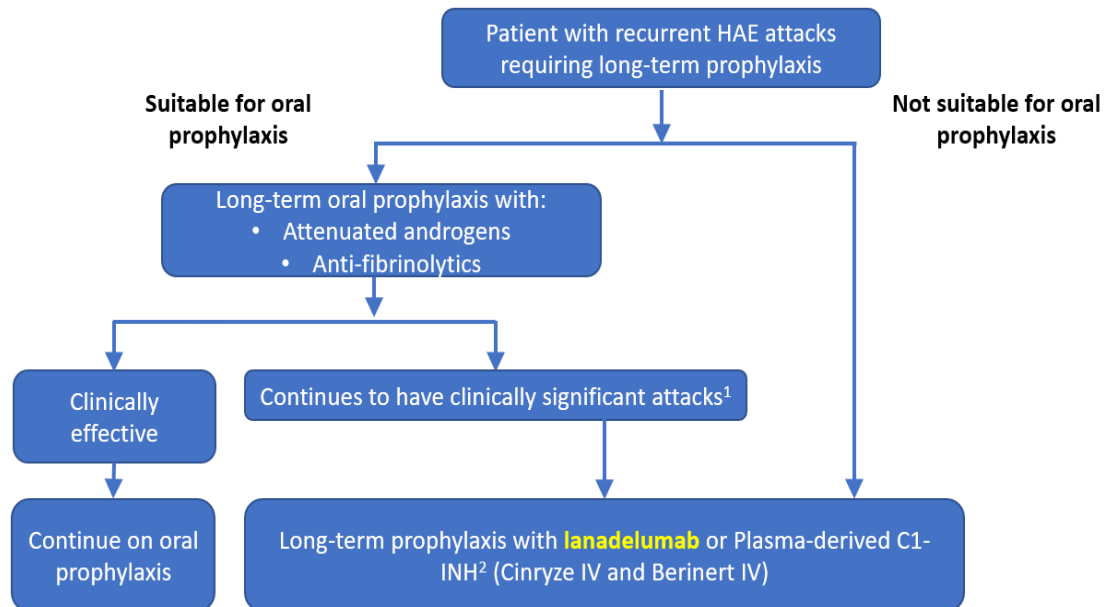 Patient with recurrent HAE attacks
requiring long-term prophylaxis
Suitable for oral
prophylaxis
Not suitable for oral
prophylaxis
Long-term oral prophylaxis with:
• Attenuated androgens
• Anti-fibrinolytics
Clinically
effective
Continues to have clinically significant attacks¹
Continue on oral
prophylaxis
Long-term prophylaxis with lanadelumab or Plasma-derived C1-
INH² (Cinryze IV and Berinert IV)